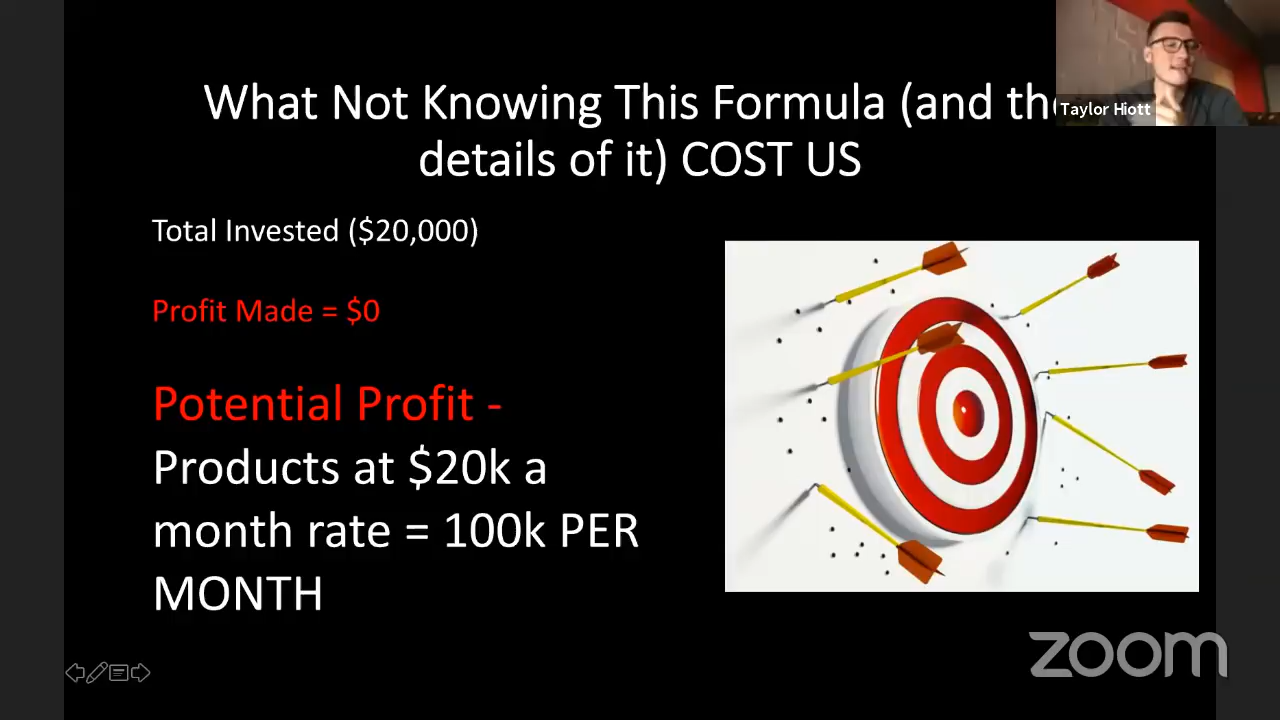 What Not Knowing This Formula (and the
details of it) COST US
Taylor Hiott
Total Invested ($20,000)
Profit Made = $0
Potential Profit -
Products at $20k a
month rate = 100k PER
MONTH
zoom